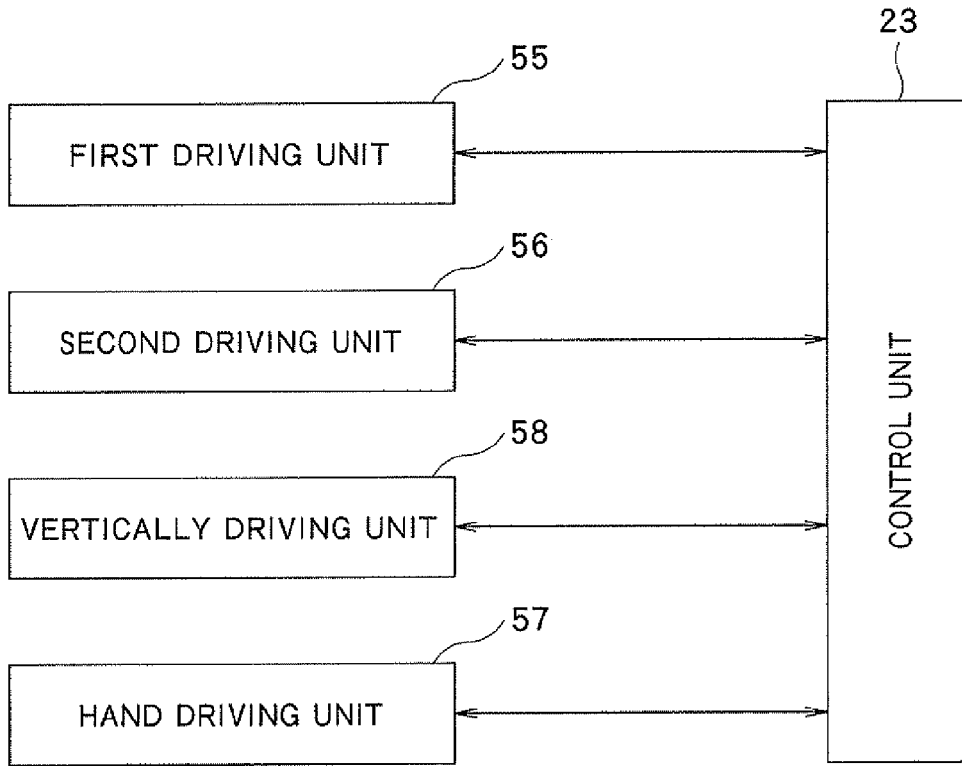 23
55
FIRST DRIVING UNIT
56
SECOND DRIVING UNIT
58
VERTICALLY DRIVING UNIT
57
HAND DRIVING UNIT
CONTROL UNIT